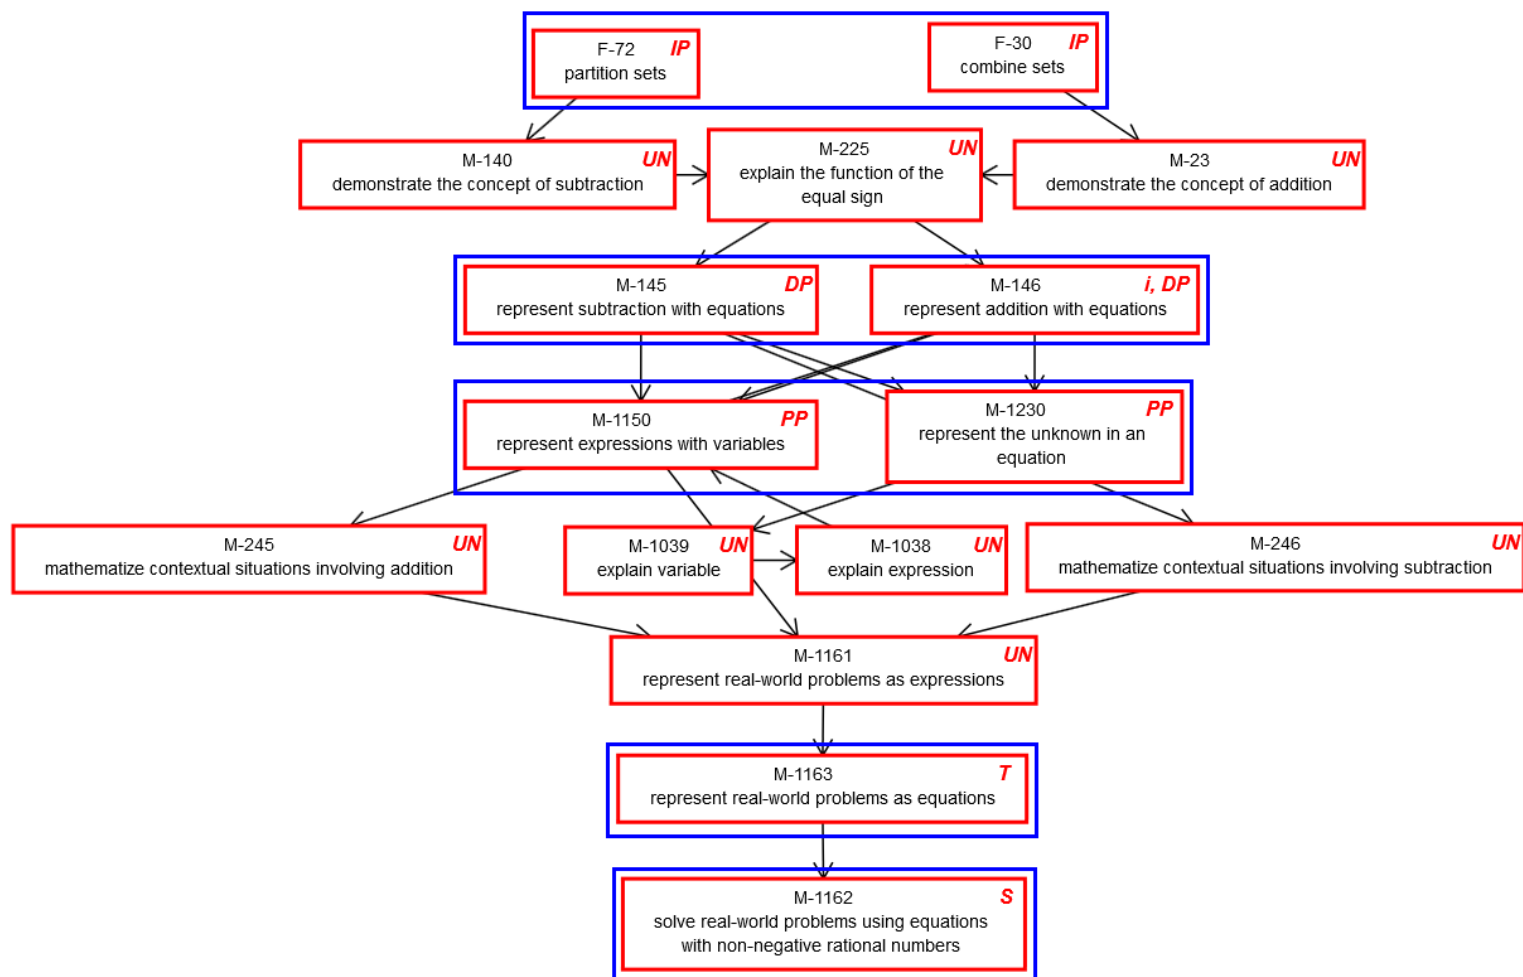 F-72 IP
partition sets
F-30 IP
combine sets
M-140 UN
demonstrate the concept of subtraction
M-225 UN
explain the function of the
equal sign
M-23 UN
demonstrate the concept of addition
M-145 DP
represent subtraction with equations
M-146 i, DP
represent addition with equations
M-1150 PP
represent expressions with variables
M-1230 PP
represent the unknown in an
equation
M-245 UN
mathematize contextual situations involving addition
M-1039 UN
explain variable
M-1038 UN
explain expression
M-246 UN
mathematize contextual situations involving subtraction
M-1161 UN
represent real-world problems as expressions
M-1163 T
represent real-world problems as equations
M-1162 S
solve real-world problems using equations
with non-negative rational numbers